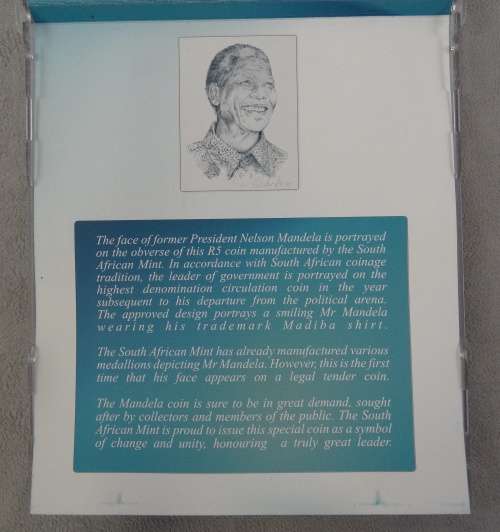 The face of former President Nelson Mandela is portrayed
on the obverse of this R5 coin manufactured by the South
African Mint. In accordance with South African coinage
tradition, the leader of government is portrayed on the
highest denomination circulation coin in the year
subsequent to his departure from the political arena.
The approved design portrays a smiling Mr Mandela
wearing his trademark Madiba shirt.
The South African Mint has already manufactured various
medallions depicting Mr Mandela. However, this is the first
time that his face appears on a legal tender coin.
The Mandela coin is sure to be in great demand, sought
after by collectors and members of the public. The South
African Mint is proud to issue this special coin as a symbol
of change and unity, honouring a truly great leader.